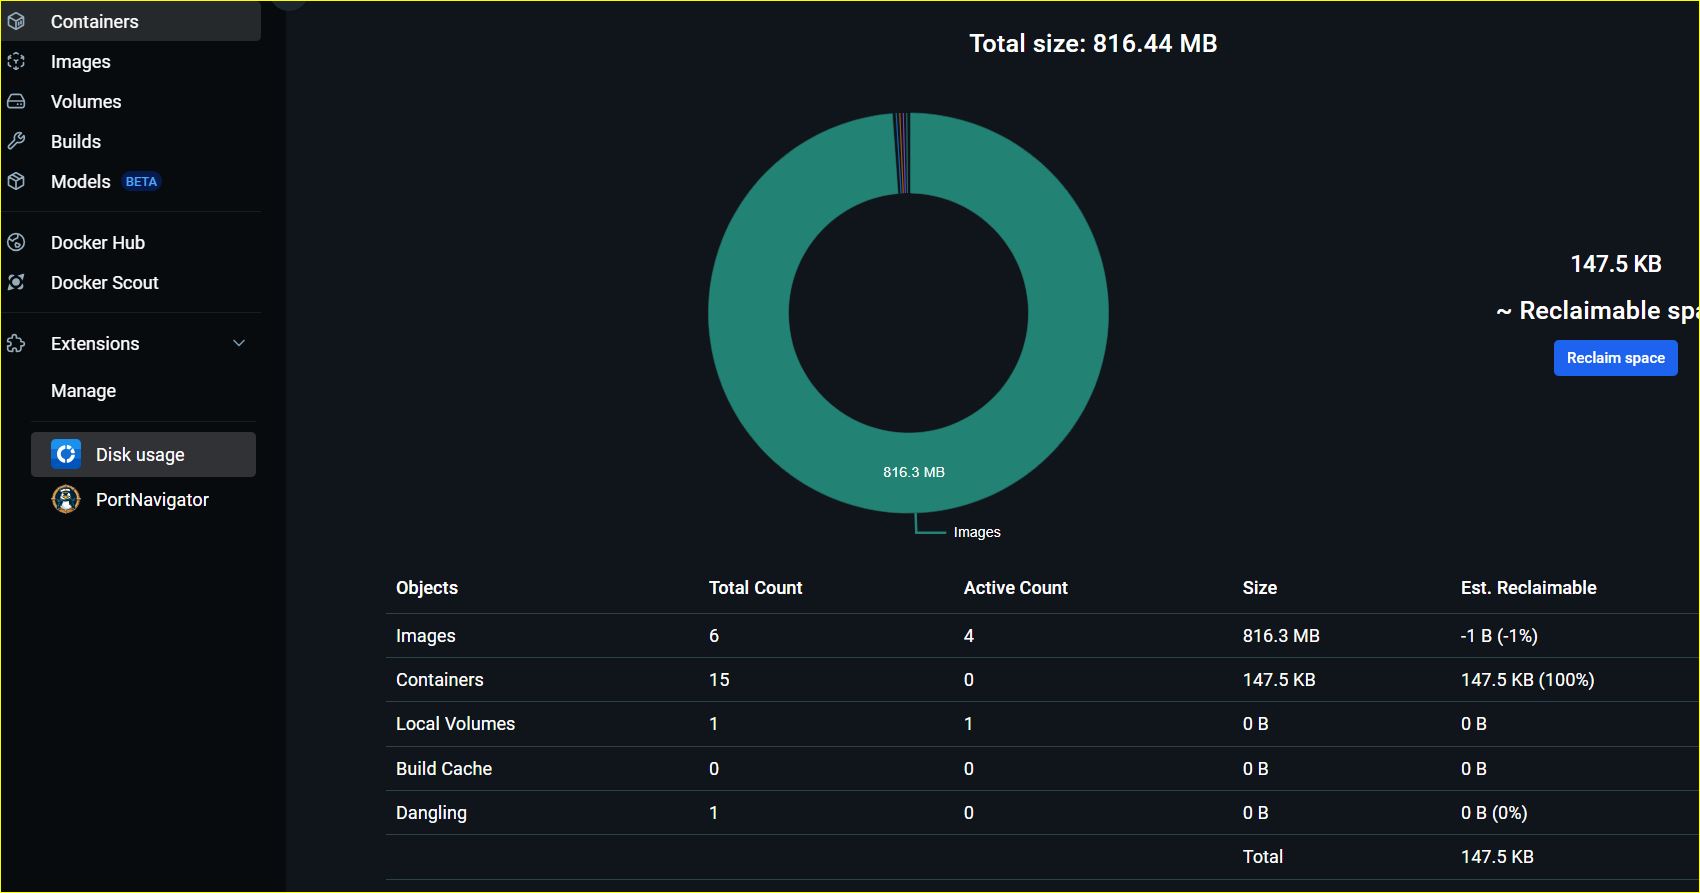 Containers
Images
Volumes
Builds
Models BETA
Docker Hub
Docker Scout
Extensions
Manage
Disk usage
PortNavigator
Total size: 816.44 MB
816.3 MB
Images
147.5 KB
~ Reclaimable spa
Reclaim space
Objects Total Count Active Count Size Est. Reclaimable
Images 6 4 816.3 MB -1 B (-1%)
Containers 15 0 147.5 KB 147.5 KB (100%)
Local Volumes 1 1 0 B 0 B
Build Cache 0 0 0 B 0 B
Dangling 1 0 0 B 0 B (0%)
Total 147.5 KB